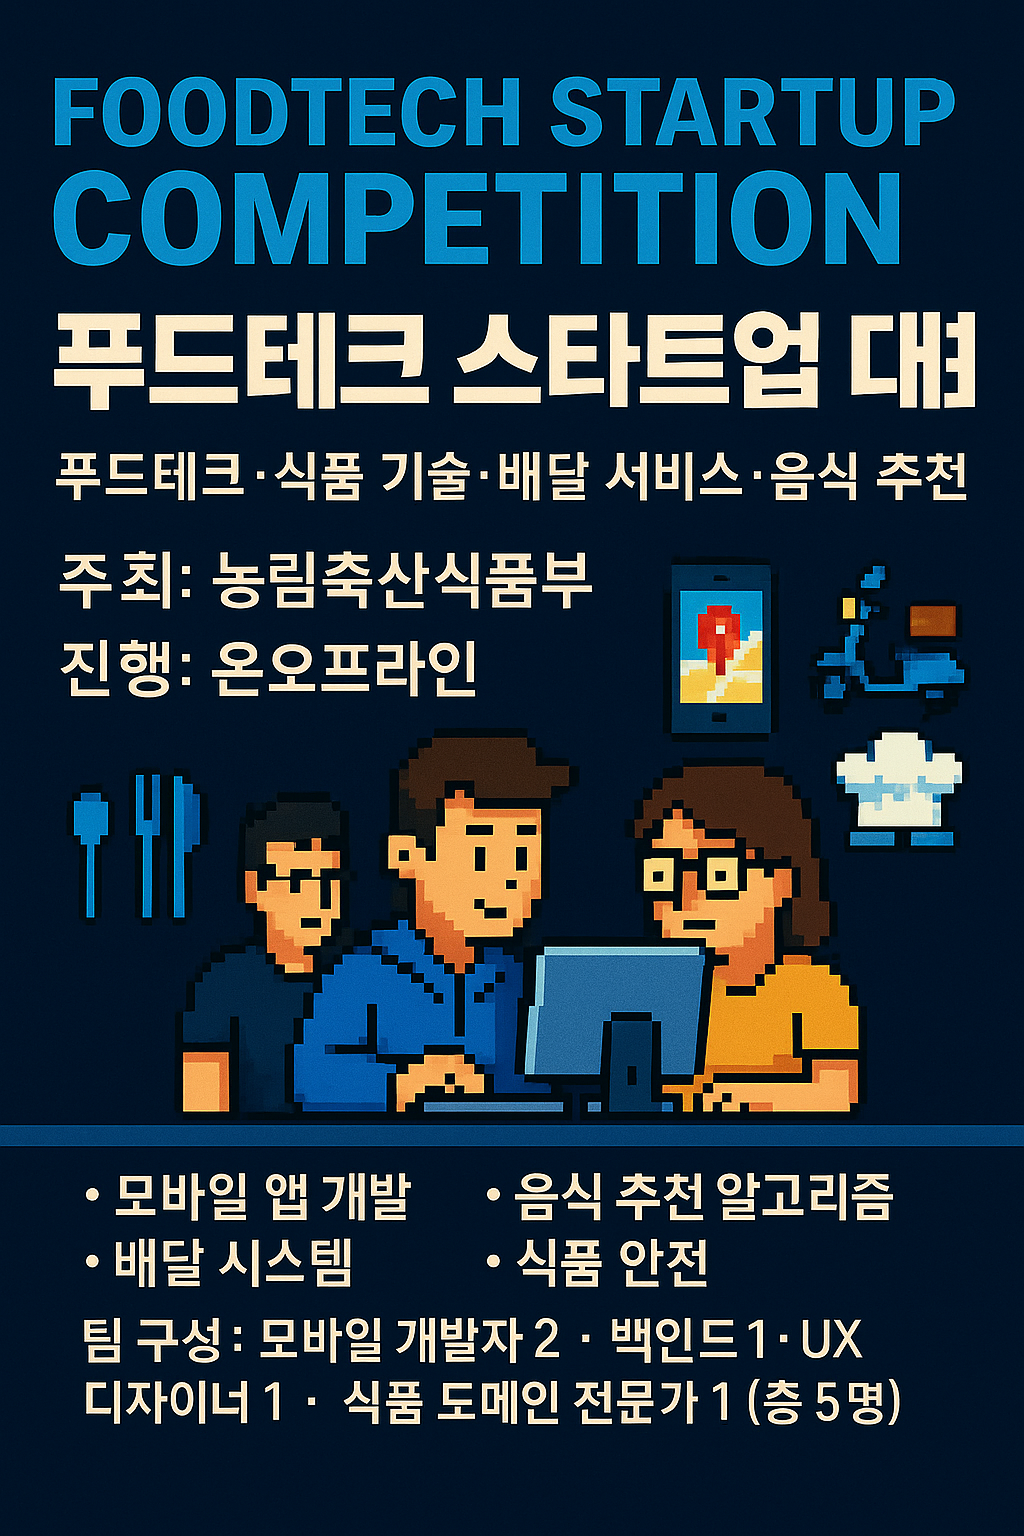 FOODTECH STARTUP
COMPETITION
푸드테크 스타트업
푸드테크·식품 기술·배달 서비스·음식 추천
주최: 농림축산식품부
진행: 온오프라인
• 모바일 앱 개발
• 음식 추천 알고리즘
• 배달 시스템
• 식품 안전
팀 구성: 모바일 개발자 2 · 백인드 1·UX
디자이너 1 · 식품 도메인 전문가 1 (층 5명)